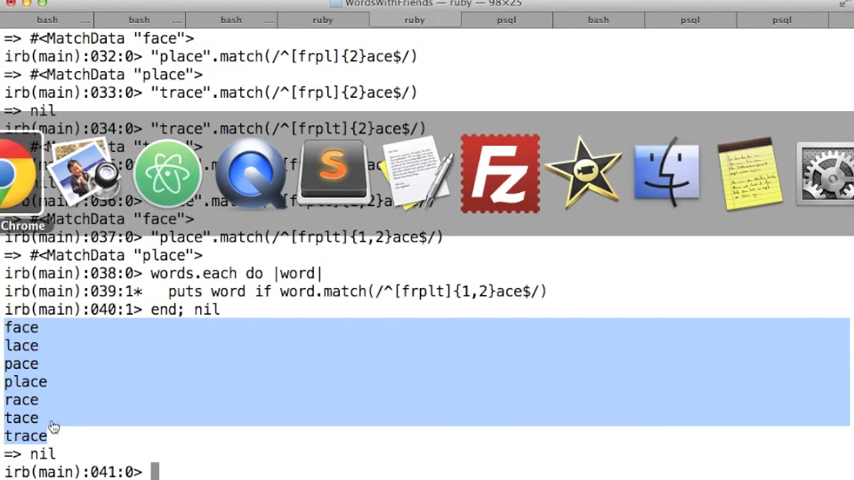 WordsWithFriends — ruby — 98×25
bash ... bash ... bash ... ruby ruby psql bash psql psql
=> #<MatchData "face">
irb(main):032:0> "place".match(/^[frpl]{2}ace$/)
=> #<MatchData "place">
irb(main):033:0> "trace".match(/^[frpl]{2}ace$/)
=> nil
irb(main):034:0> "trace".match(/^[frplt]{2}ace$/)
Chrome
=> #<MatchData "face">
irb(main):037:0> "place".match(/^[frplt]{1,2}ace$/)
=> #<MatchData "place">
irb(main):038:0> words.each do |word|
irb(main):039:1*   puts word if word.match(/^[frplt]{1,2}ace$/)
irb(main):040:1> end; nil
face
lace
pace
place
race
tace
trace
=> nil
irb(main):041:0>